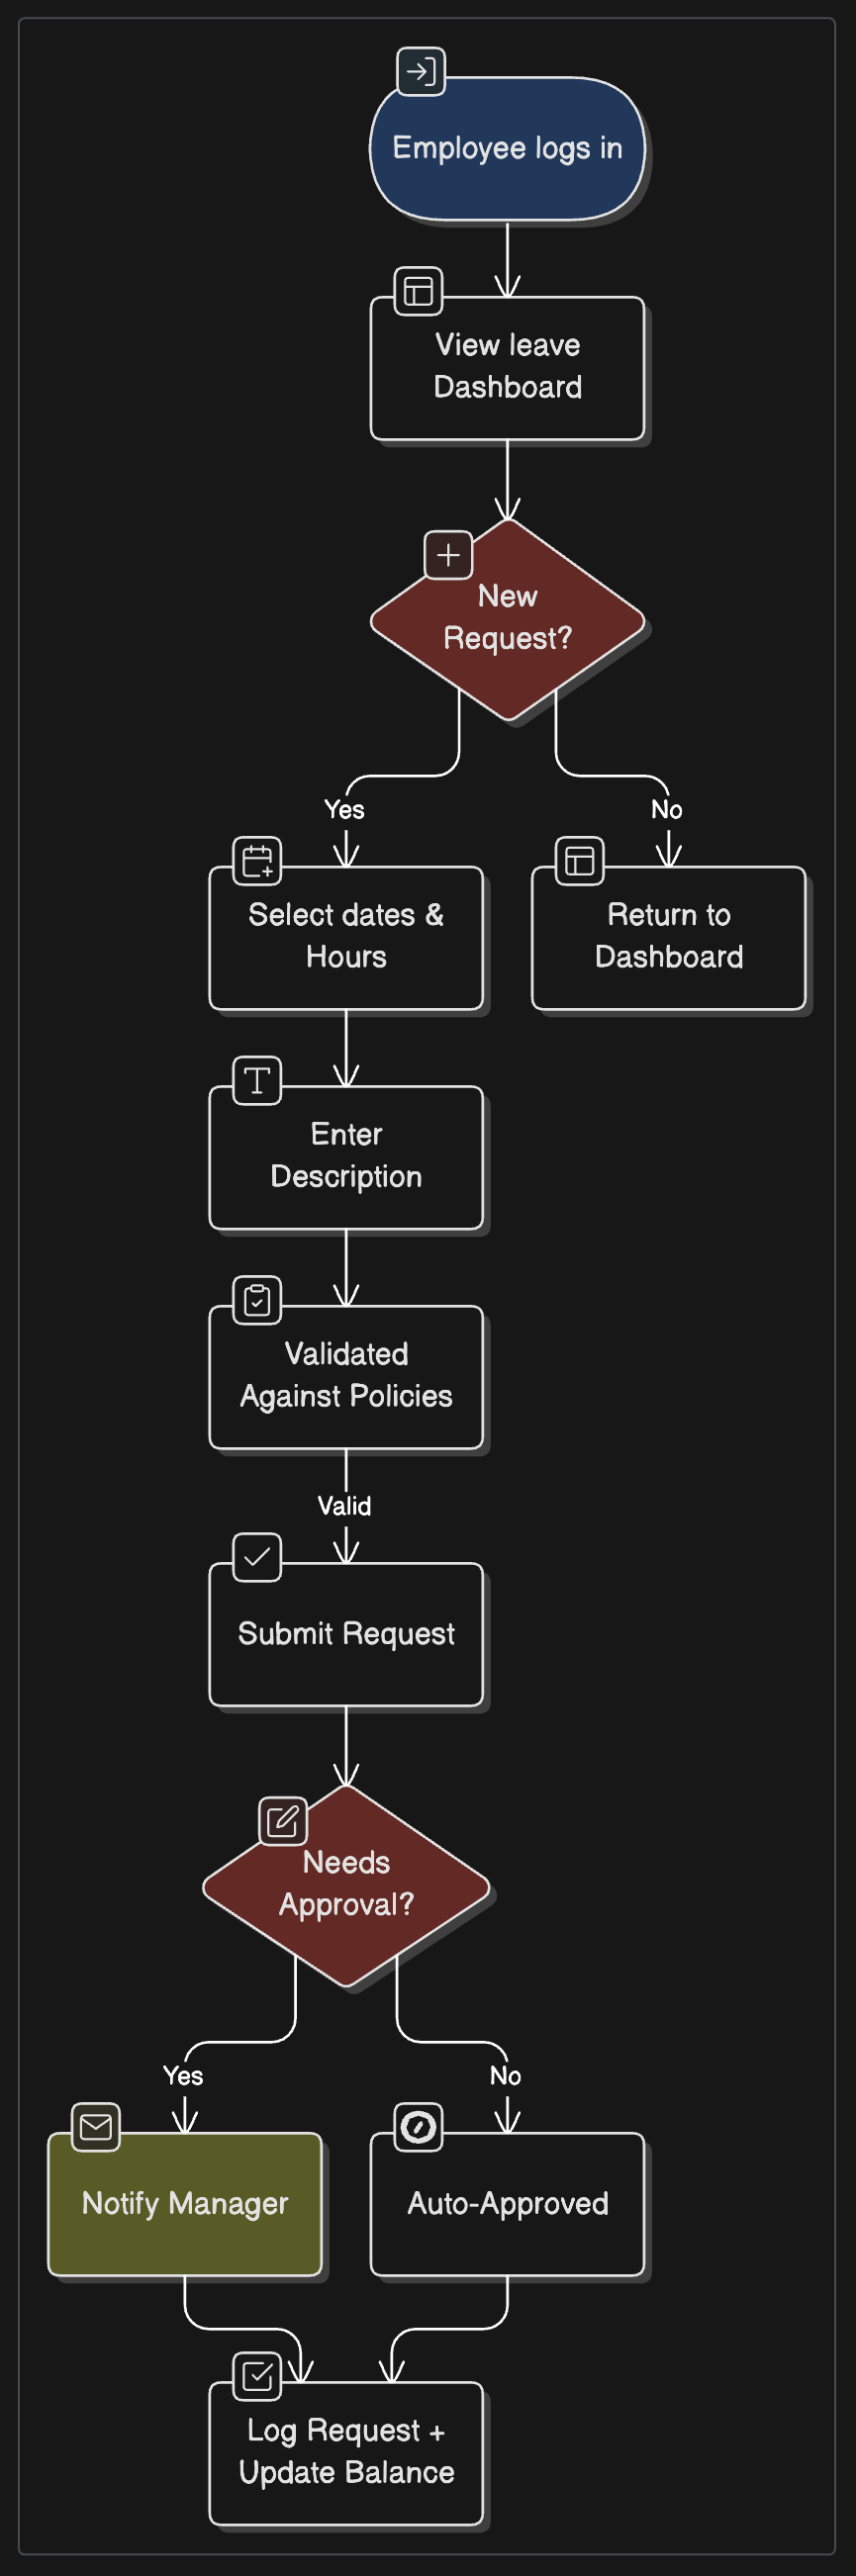 Employee logs in
View leave
Dashboard
New
Request?
Yes
No
Select dates &
Hours
Return to
Dashboard
Enter
Description
Validated
Against Policies
Valid
Submit Request
Needs
Approval?
Yes
No
Notify Manager
Auto-Approved
Log Request +
Update Balance